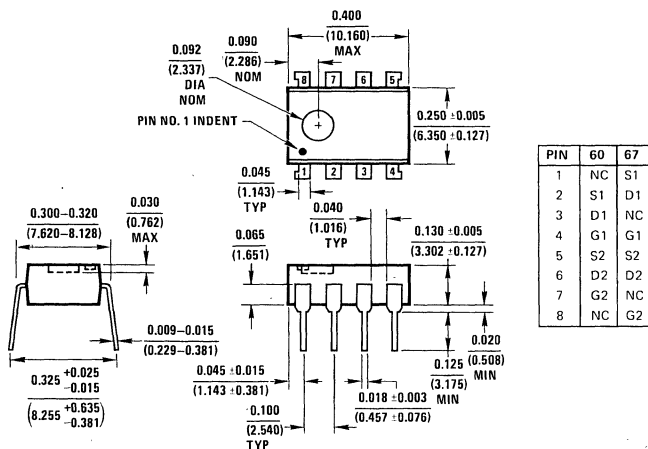 0.400
(10.160)
MAX
0.090
(2.286)
NOM
0.092
(2.337)
DIA
NOM
8 7 6 5
PIN NO. 1 INDENT
0.250 ±0.005
(6.350 ±0.127)
1 2 3 4
0.045
(1.143)
TYP
0.040
(1.016)
TYP
0.030
(0.762)
MAX
0.300–0.320
(7.620–8.128)
0.065
(1.651)
0.130 ±0.005
(3.302 ±0.127)
0.009–0.015
(0.229–0.381)
0.020
(0.508)
MIN
0.125
(3.175)
MIN
0.325 +0.025
-0.015
(8.255 +0.635
-0.381)
0.045 ±0.015
(1.143 ±0.381)
0.018 ±0.003
(0.457 ±0.076)
0.100
(2.540)
TYP
PIN 60 67
1 NC S1
2 S1 D1
3 D1 NC
4 G1 G1
5 S2 S2
6 D2 D2
7 G2 NC
8 NC G2